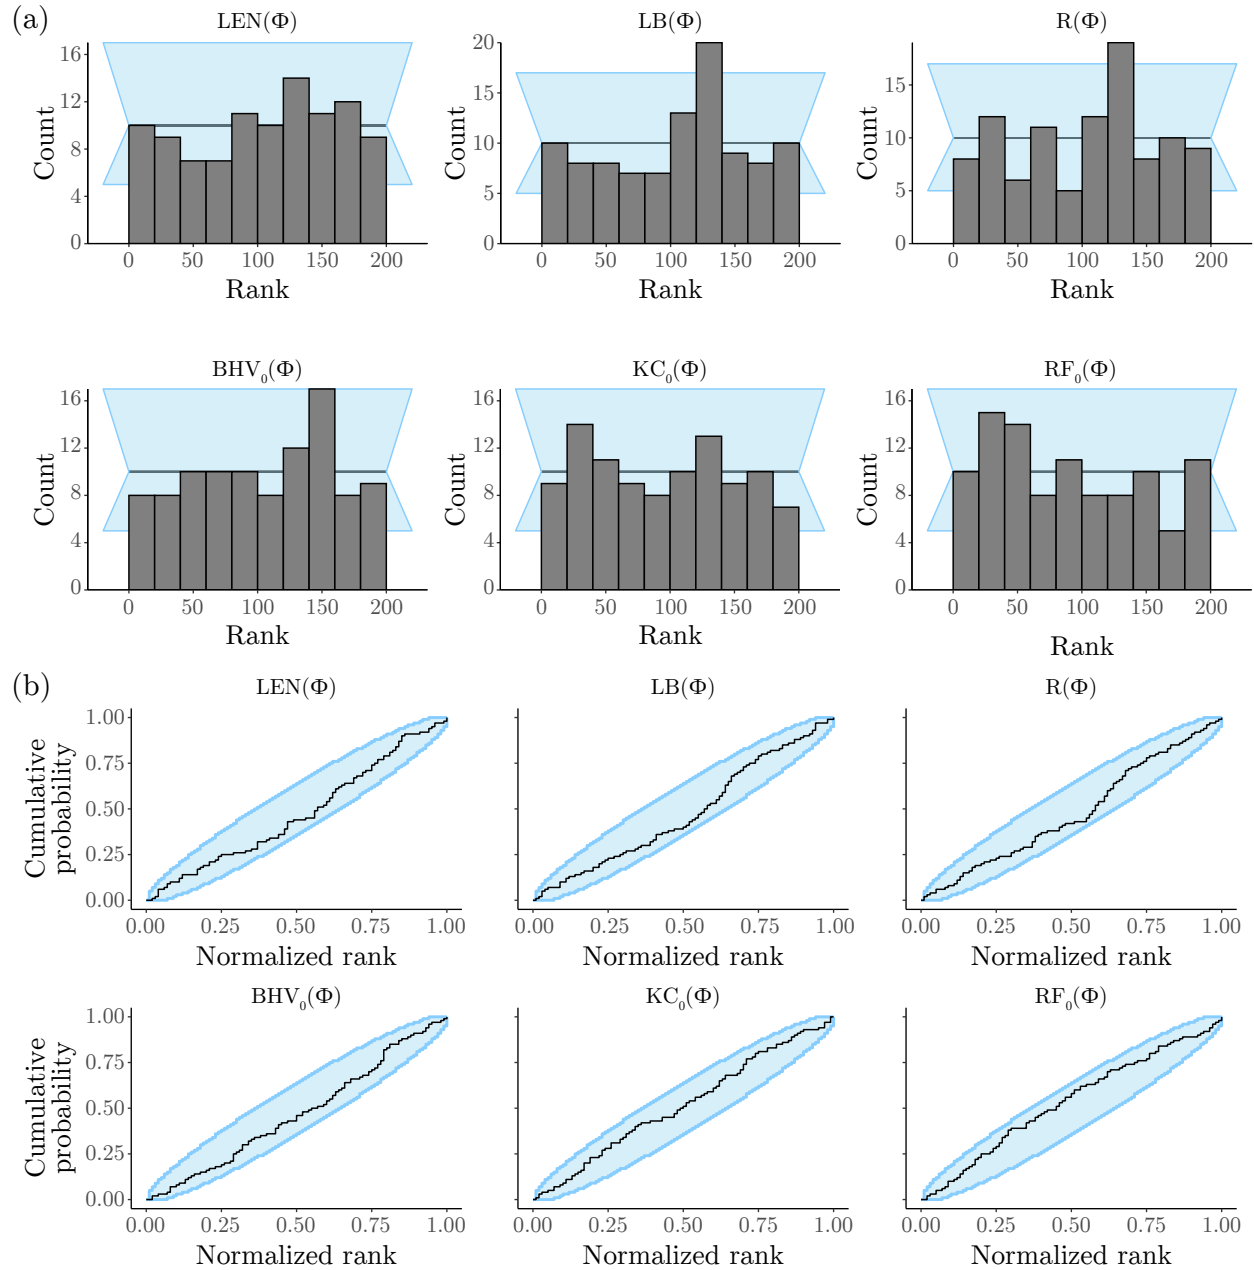 (a)
LEN(Φ) LB(Φ) R(Φ)
Count Count Count
16 12 8 4 0
20 15 10 5 0
15 10 5 0
0 50 100 150 200
0 50 100 150 200
0 50 100 150 200
Rank Rank Rank
BHV₀(Φ) KC₀(Φ) RF₀(Φ)
Count Count Count
16 12 8 4 0
16 12 8 4 0
16 12 8 4 0
0 50 100 150 200
0 50 100 150 200
0 50 100 150 200
Rank Rank Rank
(b)
LEN(Φ) LB(Φ) R(Φ)
Cumulative
probability
1.00
0.75
0.50
0.25
0.00
0.00 0.25 0.50 0.75 1.00
0.00 0.25 0.50 0.75 1.00
0.00 0.25 0.50 0.75 1.00
Normalized rank Normalized rank Normalized rank
BHV₀(Φ) KC₀(Φ) RF₀(Φ)
Cumulative
probability
1.00
0.75
0.50
0.25
0.00
0.00 0.25 0.50 0.75 1.00
0.00 0.25 0.50 0.75 1.00
0.00 0.25 0.50 0.75 1.00
Normalized rank Normalized rank Normalized rank